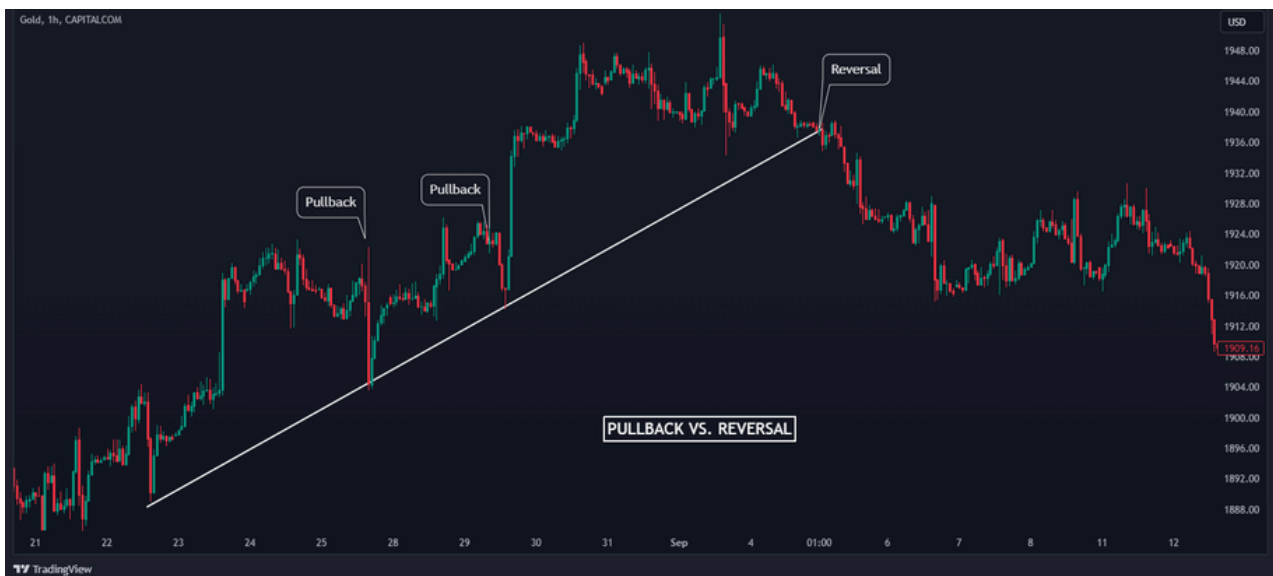 Gold, 1h, CAPITALCOM
USD
1948.00
Reversal
1944.00
1940.00
1936.00
1932.00
Pullback
1928.00
Pullback
1924.00
1920.00
1916.00
1912.00
1909.16
1908.00
1904.00
PULLBACK VS. REVERSAL
1900.00
1896.00
1892.00
1888.00
21 22 23 24 25 28 29 30 31 Sep 4 01:00 6 7 8 11 12
TradingView